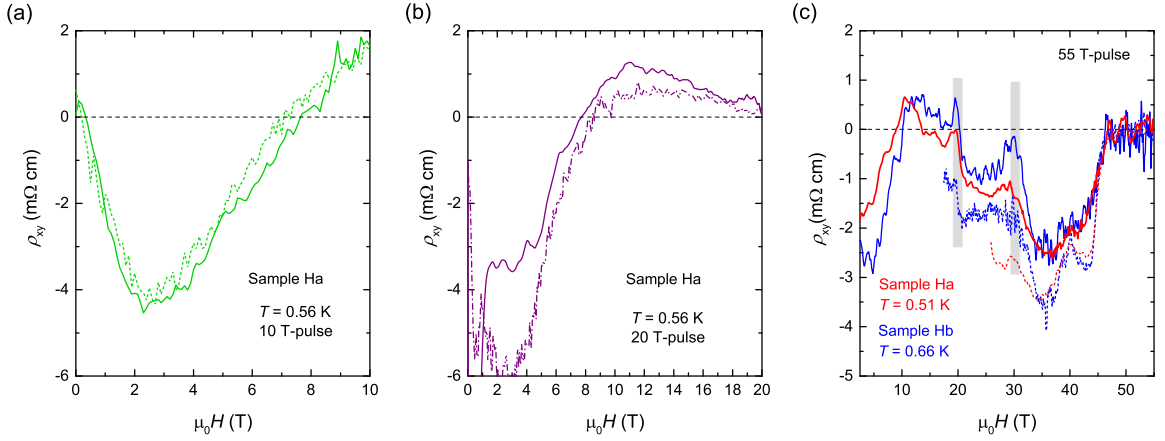 (a)
2
0
-2
-4
-6
ρxy (mΩ cm)
0 2 4 6 8 10
μ0H (T)
Sample Ha
T = 0.56 K
10 T-pulse
(b)
2
0
-2
-4
-6
ρxy (mΩ cm)
0 2 4 6 8 10 12 14 16 18 20
μ0H (T)
Sample Ha
T = 0.56 K
20 T-pulse
(c)
2
1
0
-1
-2
-3
-4
-5
ρxy (mΩ cm)
10 20 30 40 50
μ0H (T)
55 T-pulse
Sample Ha
T = 0.51 K
Sample Hb
T = 0.66 K